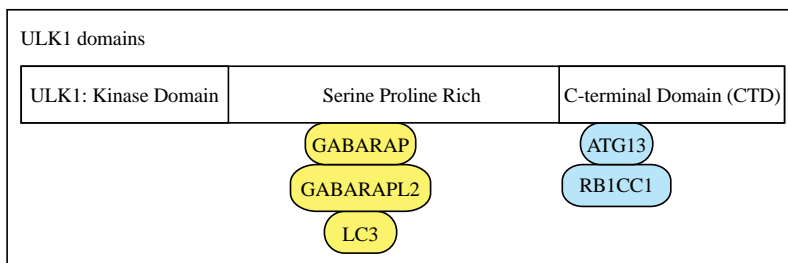 ULK1 domains
ULK1: Kinase Domain Serine Proline Rich C-terminal Domain (CTD)
GABARAP ATG13
GABARAPL2 RB1CC1
LC3